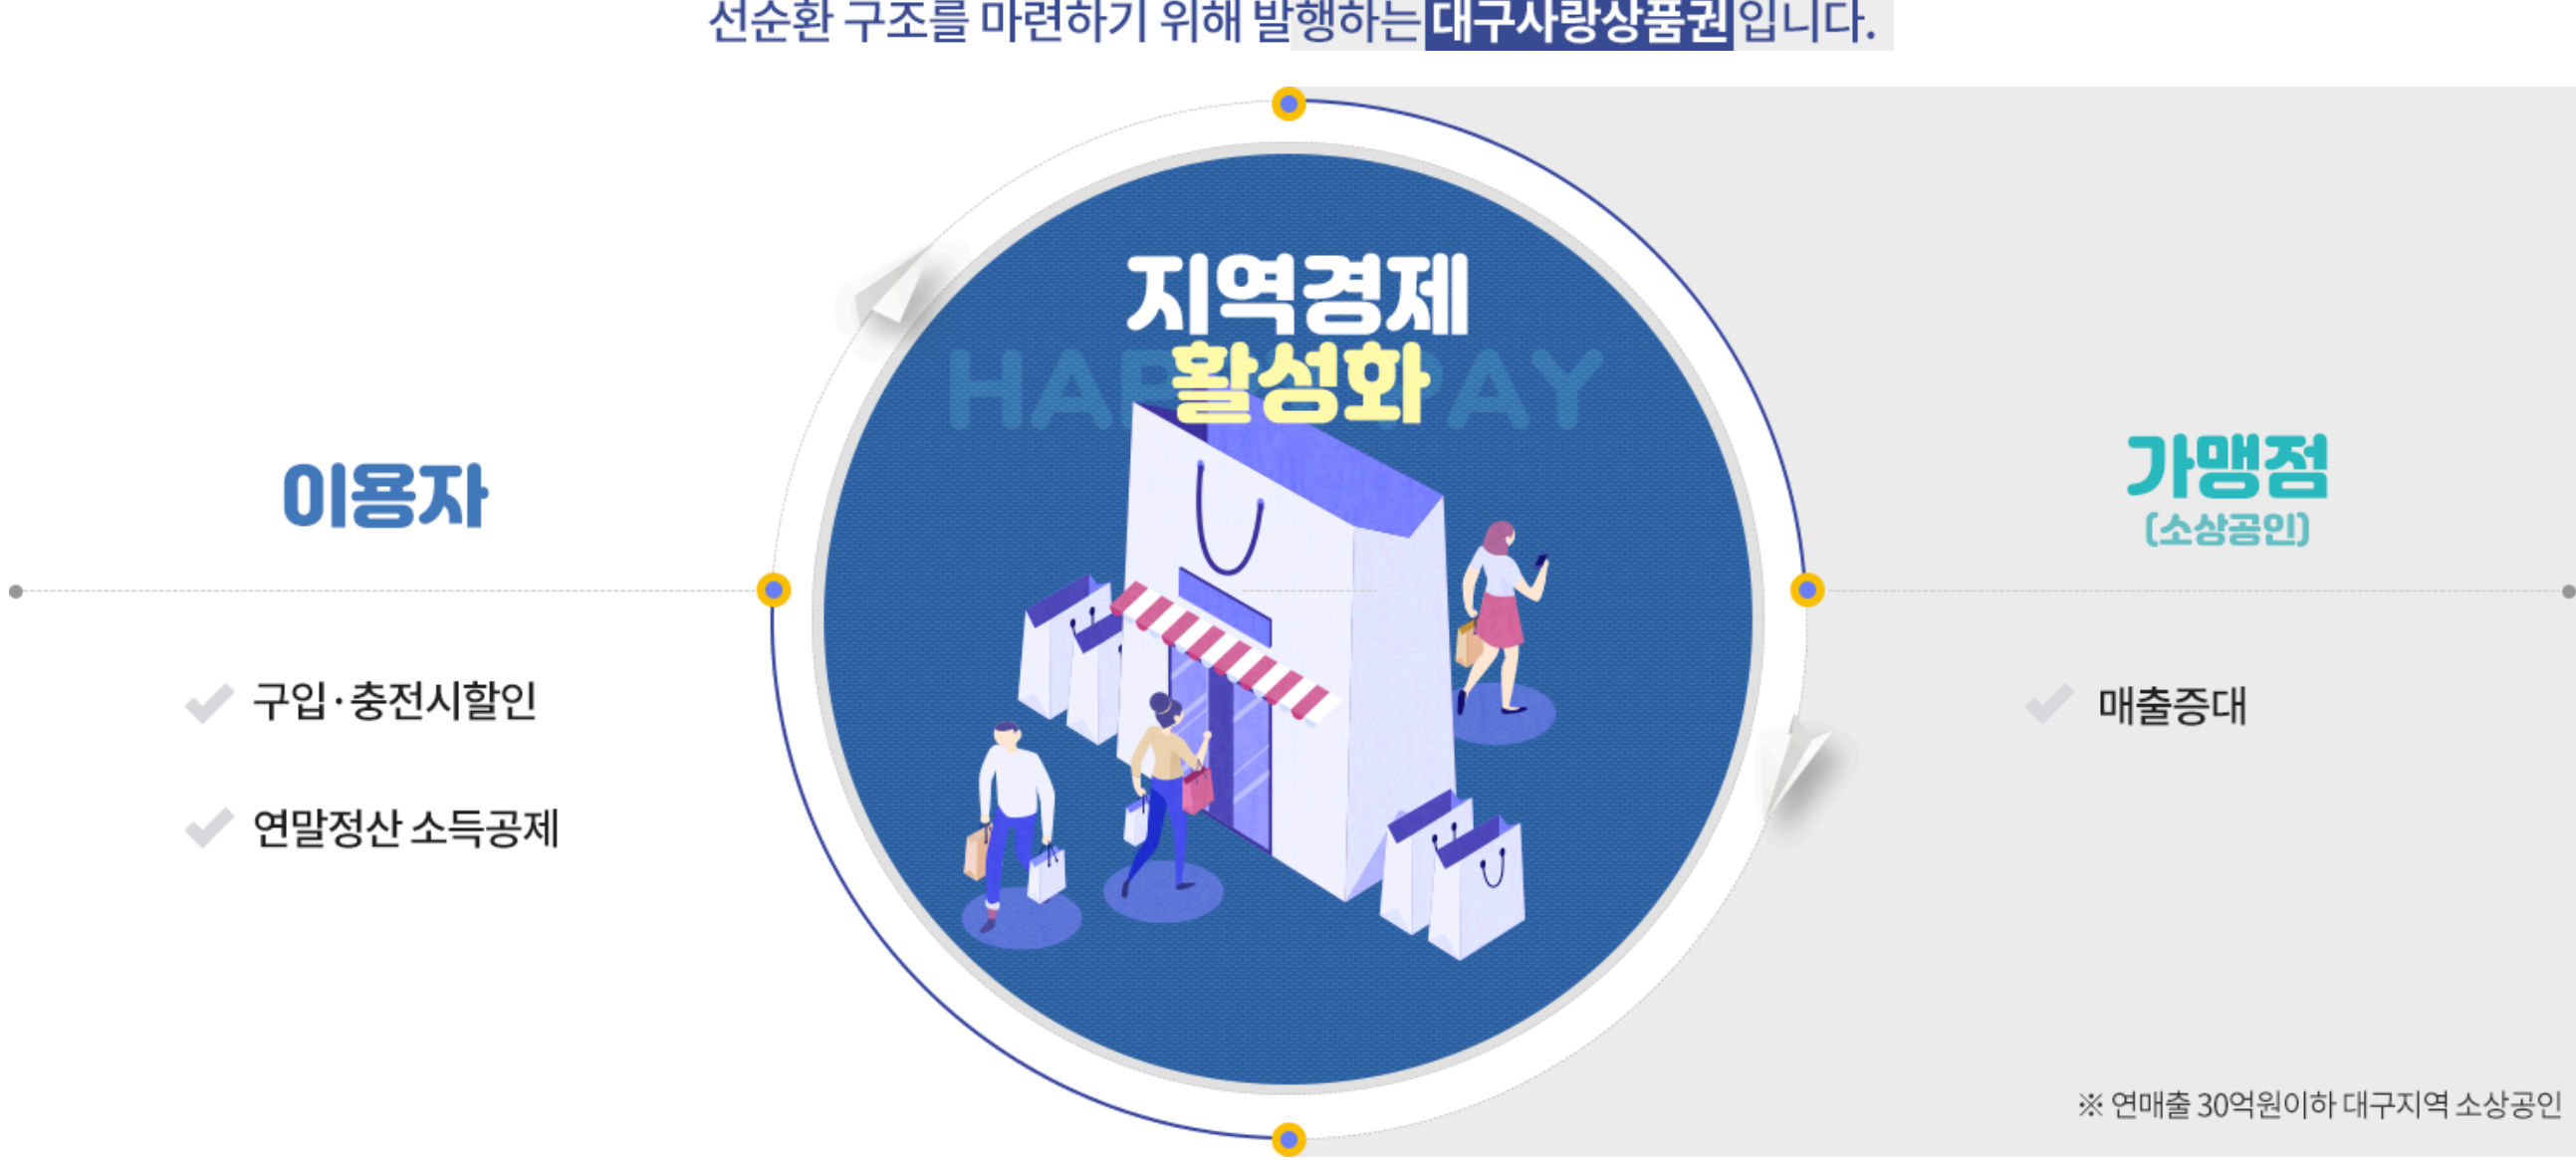 선순환 구조를 마련하기 위해 발행하는 대구사랑상품권 입니다.
지역경제
활성화
HAPPY PAY
이용자
구입·충전시할인
연말정산 소득공제
가맹점
(소상공인)
매출증대
※ 연매출 30억원이하 대구지역 소상공인